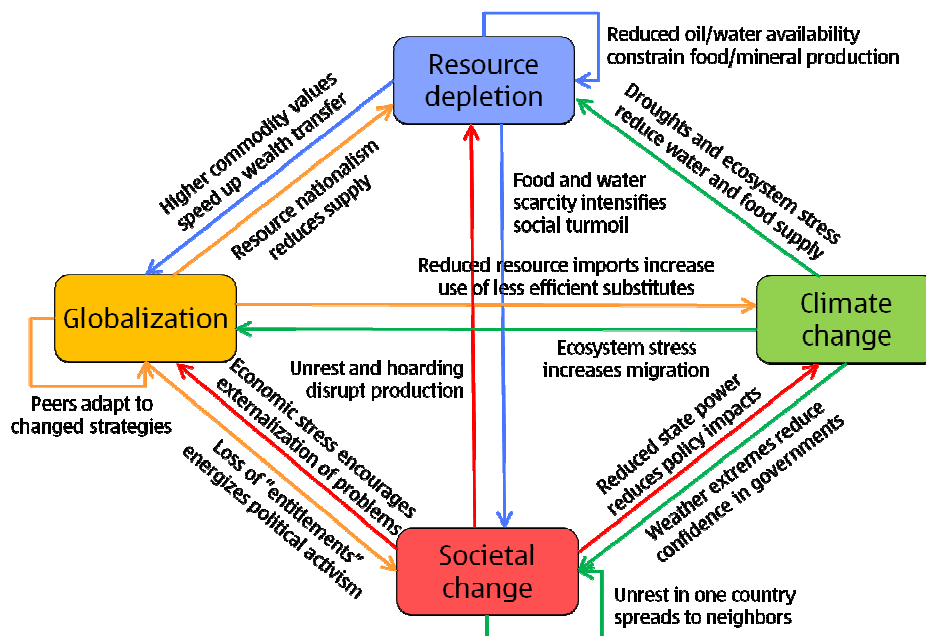 Resource
depletion
Reduced oil/water availability
constrain food/mineral production
Higher commodity values
speed up wealth transfer
Resource nationalism
reduces supply
Droughts and ecosystem stress
reduce water and food supply
Food and water
scarcity intensifies
social turmoil
Reduced resource imports increase
use of less efficient substitutes
Globalization
Climate
change
Ecosystem stress
increases migration
Unrest and hoarding
disrupt production
Peers adapt to
changed strategies
Economic stress encourages
externalization of problems
Loss of “entitlements”
energizes political activism
Reduced state power
reduces policy impacts
Weather extremes reduce
confidence in governments
Societal
change
Unrest in one country
spreads to neighbors